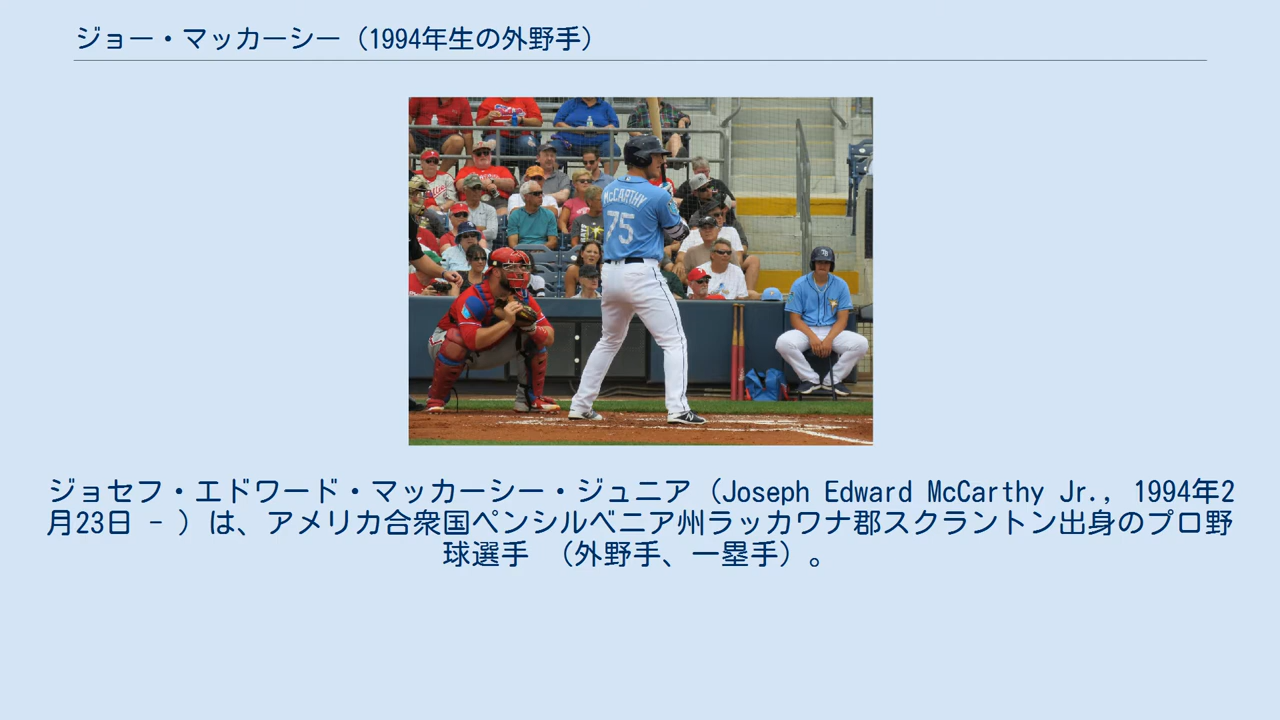 ジョー・マッカーシー（1994年生の外野手）
McCARTHY
75
ジョセフ・エドワード・マッカーシー・ジュニア（Joseph Edward McCarthy Jr., 1994年2
月23日 - ）は、アメリカ合衆国ペンシルベニア州ラッカワナ郡スクラントン出身のプロ野
球選手 （外野手、一塁手）。